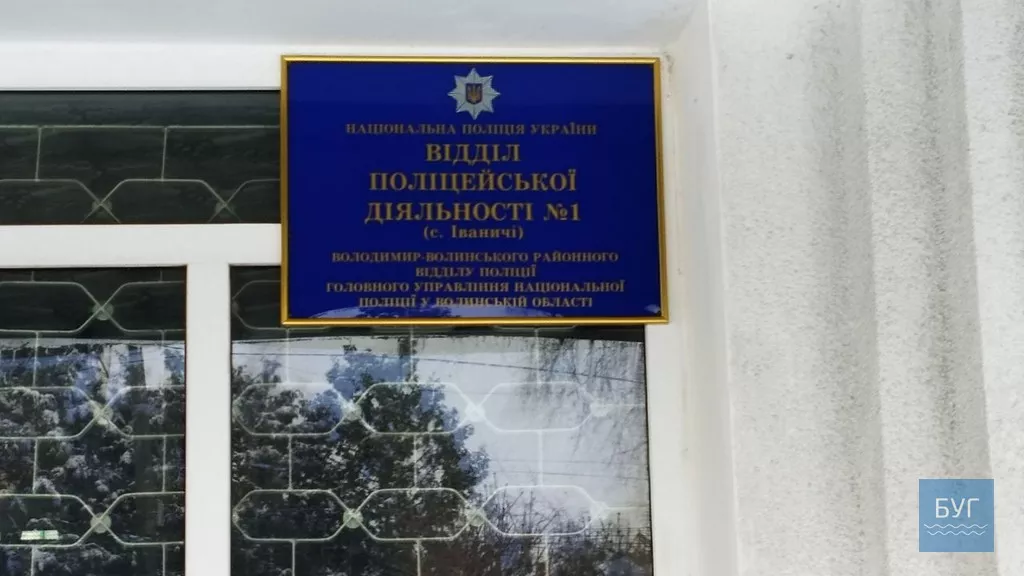 НАЦІОНАЛЬНА ПОЛІЦІЯ УКРАЇНИ
ВІДДІЛ
ПОЛІЦЕЙСЬКОЇ
ДІЯЛЬНОСТІ №1
(с. Іваничі)
ВОЛОДИМИР-ВОЛИНСЬКОГО РАЙОННОГО
ВІДДІЛУ ПОЛІЦІЇ
ГОЛОВНОГО УПРАВЛІННЯ НАЦІОНАЛЬНОЇ
ПОЛІЦІЇ У ВОЛИНСЬКІЙ ОБЛАСТІ
БУГ